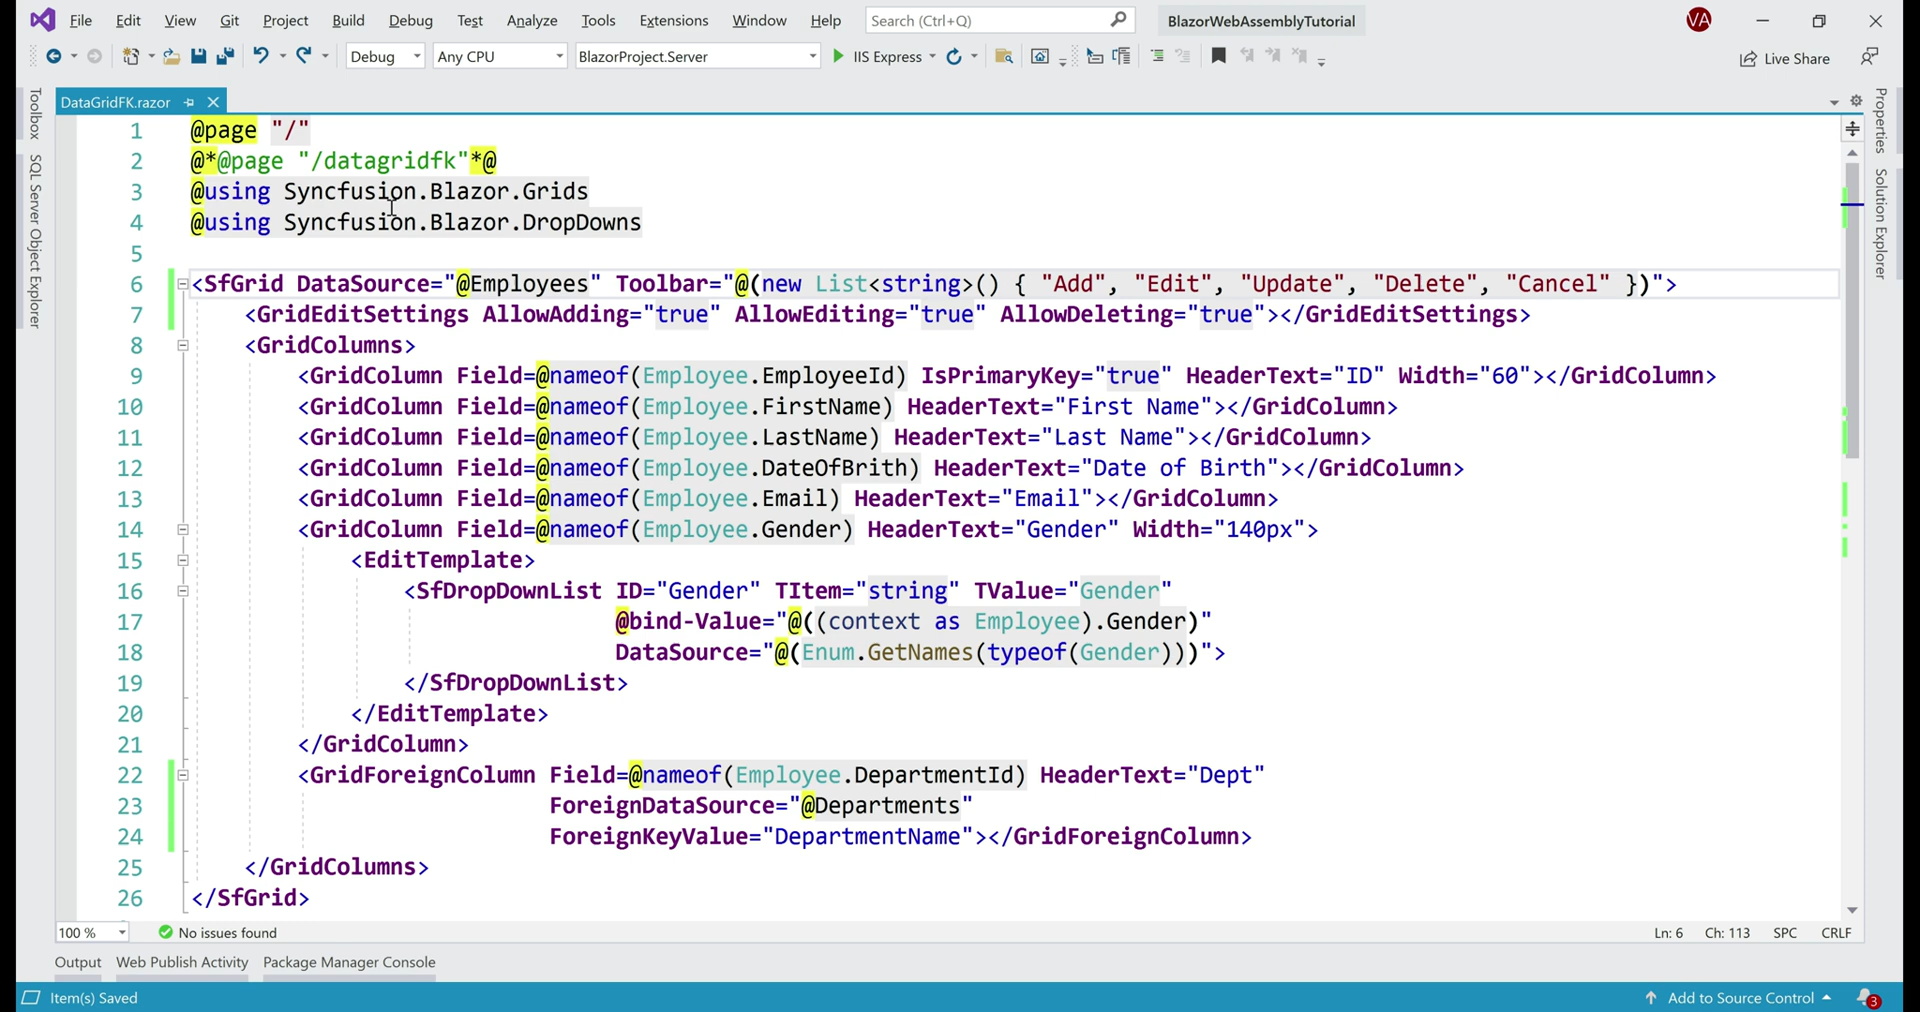 File Edit View Git Project Build Debug Test Analyze Tools Extensions Window Help Search (Ctrl+Q) BlazorWebAssemblyTutorial VA
Debug Any CPU BlazorProject.Server IIS Express Live Share
DataGridFK.razor
Toolbox
SQL Server Object Explorer
Properties
Solution Explorer
1 @page "/"
2 @*@page "/datagridfk"*@
3 @using Syncfusion.Blazor.Grids
4 @using Syncfusion.Blazor.DropDowns
5
6 <SfGrid DataSource="@Employees" Toolbar="@(new List<string>() { "Add", "Edit", "Update", "Delete", "Cancel" })">
7 <GridEditSettings AllowAdding="true" AllowEditing="true" AllowDeleting="true"></GridEditSettings>
8 <GridColumns>
9 <GridColumn Field=@nameof(Employee.EmployeeId) IsPrimaryKey="true" HeaderText="ID" Width="60"></GridColumn>
10 <GridColumn Field=@nameof(Employee.FirstName) HeaderText="First Name"></GridColumn>
11 <GridColumn Field=@nameof(Employee.LastName) HeaderText="Last Name"></GridColumn>
12 <GridColumn Field=@nameof(Employee.DateOfBrith) HeaderText="Date of Birth"></GridColumn>
13 <GridColumn Field=@nameof(Employee.Email) HeaderText="Email"></GridColumn>
14 <GridColumn Field=@nameof(Employee.Gender) HeaderText="Gender" Width="140px">
15 <EditTemplate>
16 <SfDropDownList ID="Gender" TItem="string" TValue="Gender"
17 @bind-Value="@((context as Employee).Gender)"
18 DataSource="@(Enum.GetNames(typeof(Gender)))">
19 </SfDropDownList>
20 </EditTemplate>
21 </GridColumn>
22 <GridForeignColumn Field=@nameof(Employee.DepartmentId) HeaderText="Dept"
23 ForeignDataSource="@Departments"
24 ForeignKeyValue="DepartmentName"></GridForeignColumn>
25 </GridColumns>
26 </SfGrid>
100 % No issues found Ln: 6 Ch: 113 SPC CRLF
Output Web Publish Activity Package Manager Console
Item(s) Saved Add to Source Control 3